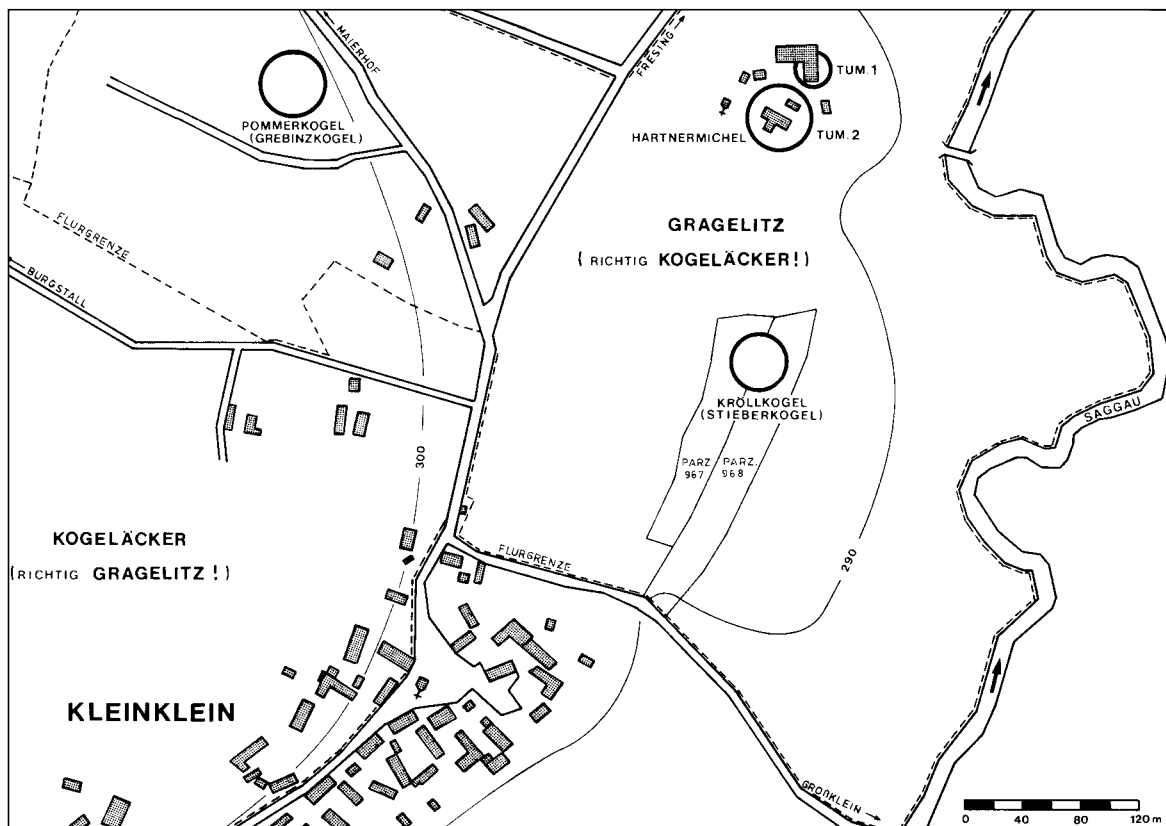 MAIERHOF
FRESING
TUM.1
POMMERKOGEL
(GREBINZKOGEL)
HARTNERMICHEL
TUM.2
FLURGRENZE
GRAGELITZ
(RICHTIG KOGELÄCKER!)
BURGSTALL
KRÖLLKOGEL
(STIEBERKOGEL)
SAGGAU
300
PARZ.
967
PARZ.
968
KOGELÄCKER
(RICHTIG GRAGELITZ!)
FLURGRENZE
290
KLEINKLEIN
GROßKLEIN
0 40 80 120 m